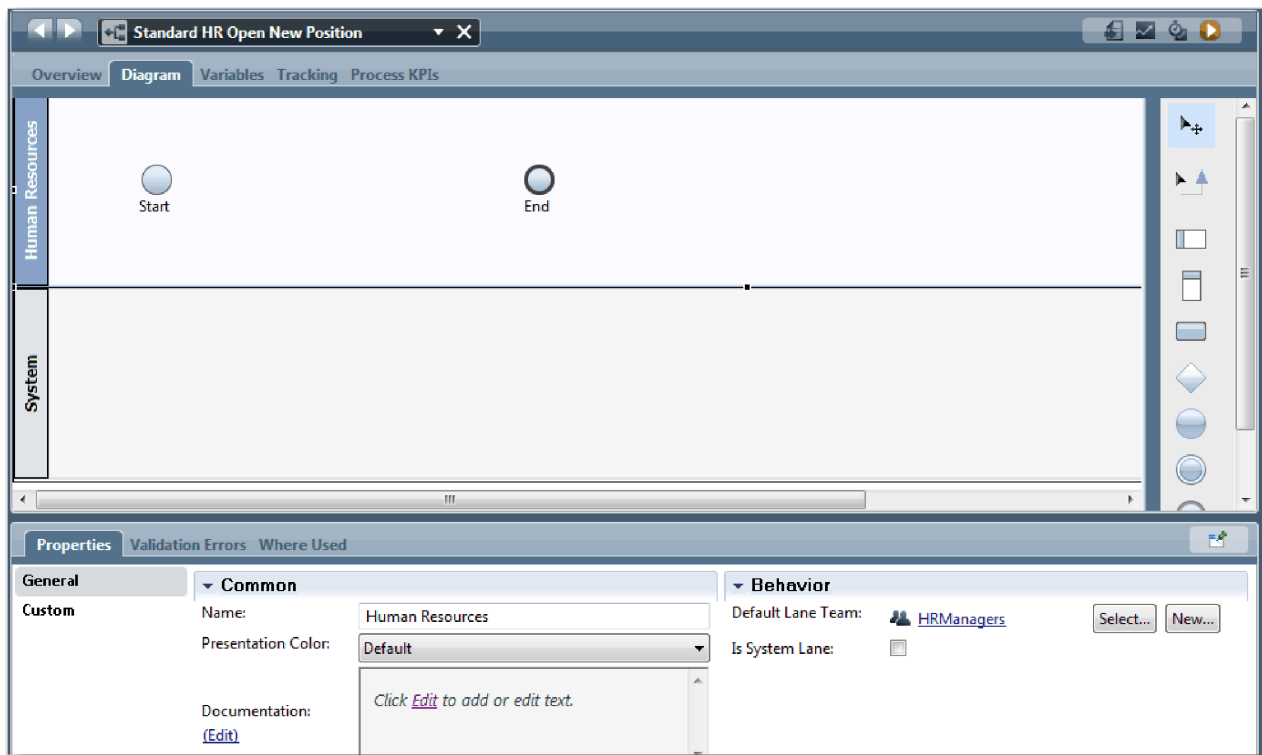 Standard HR Open New Position
Overview Diagram Variables Tracking Process KPIs
Human Resources
Start
End
System
Properties Validation Errors Where Used
General
Custom
Common
Name: Human Resources
Presentation Color: Default
Documentation:
(Edit)
Click Edit to add or edit text.
Behavior
Default Lane Team: HRManagers Select... New...
Is System Lane: